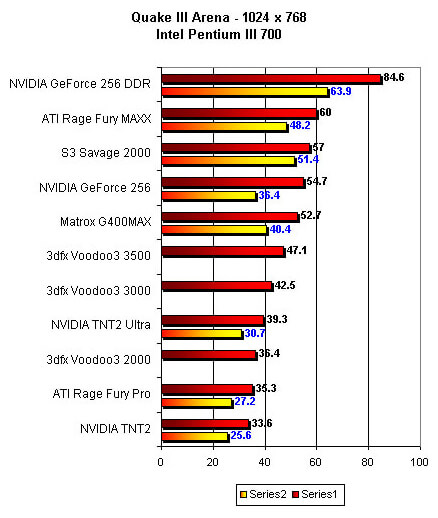 Quake III Arena - 1024 x 768
Intel Pentium III 700
NVIDIA GeForce 256 DDR 84.6
63.9
ATI Rage Fury MAXX 60
48.2
S3 Savage 2000 57
51.4
NVIDIA GeForce 256 54.7
36.4
Matrox G400MAX 52.7
40.4
3dfx Voodoo3 3500 47.1
3dfx Voodoo3 3000 42.5
NVIDIA TNT2 Ultra 39.3
30.7
3dfx Voodoo3 2000 36.4
ATI Rage Fury Pro 35.3
27.2
NVIDIA TNT2 33.6
25.6
0 20 40 60 80 100
Series2 Series1